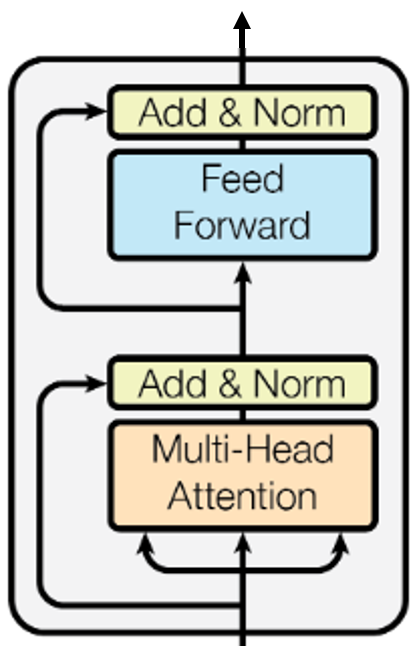 Add & Norm
Feed
Forward
Add & Norm
Multi-Head
Attention